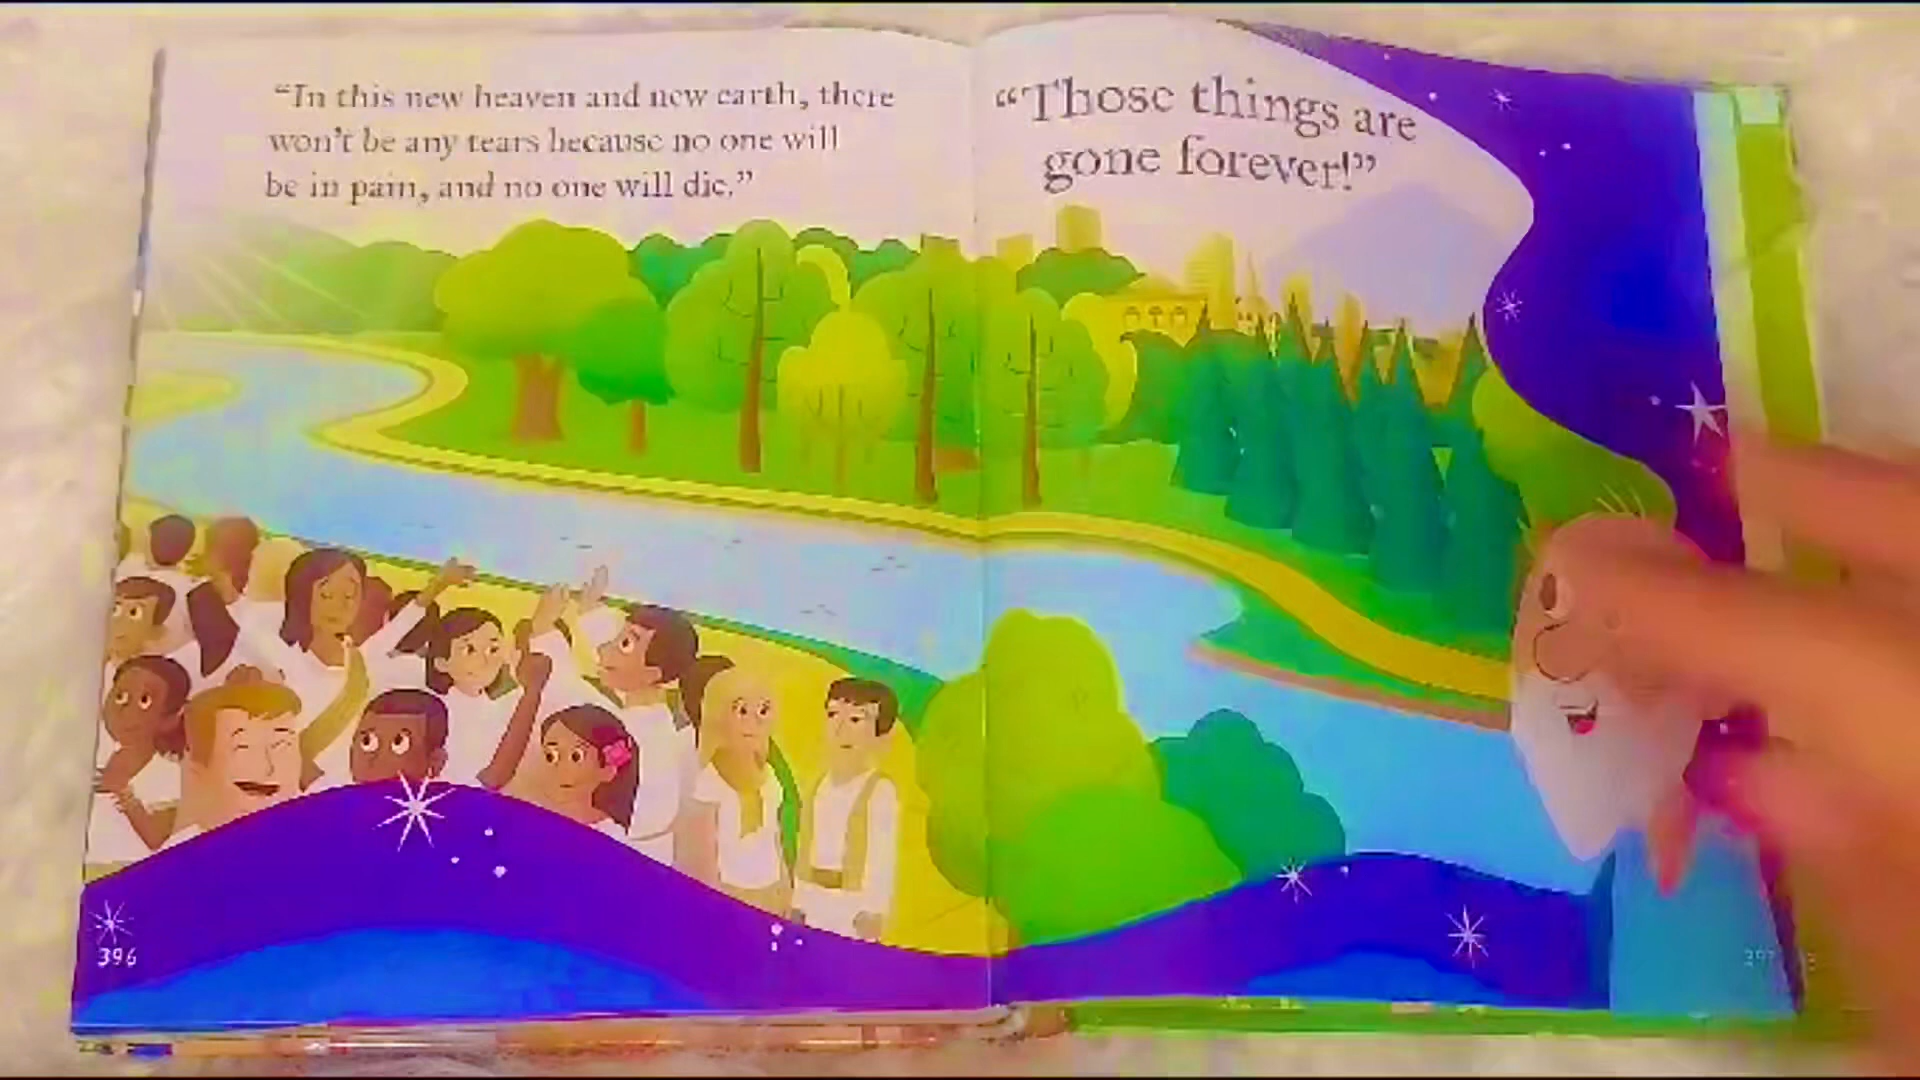 “In this new heaven and new earth, there
won’t be any tears because no one will
be in pain, and no one will die.”
“Those things are
gone forever!”
396